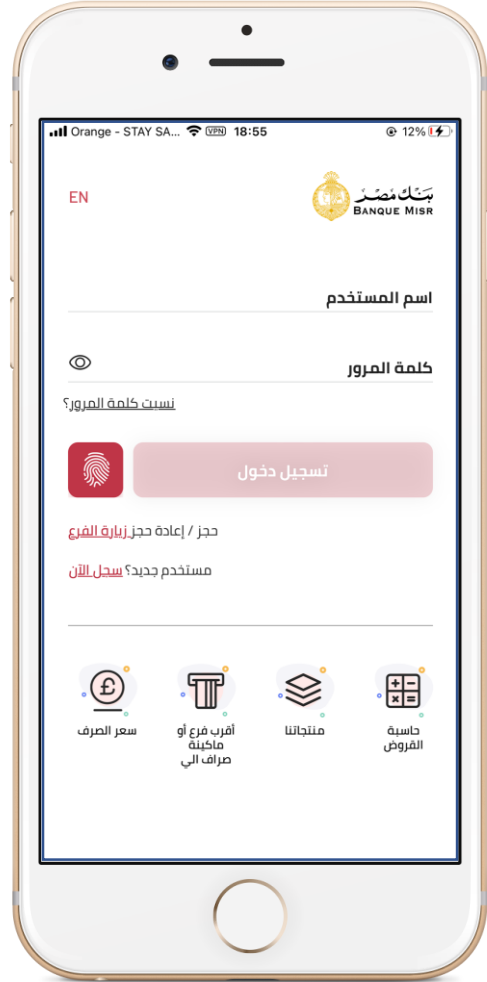 Orange - STAY SA... VPN 18:55 12%
EN
بنك مصر
BANQUE MISR
اسم المستخدم
كلمة المرور
نسيت كلمة المرور؟
تسجيل دخول
حجز / إعادة حجز زيارة الفرع
مستخدم جديد؟ سجل الآن
حاسبة
القروض
منتجاتنا
أقرب فرع أو
ماكينة
صراف الي
سعر الصرف